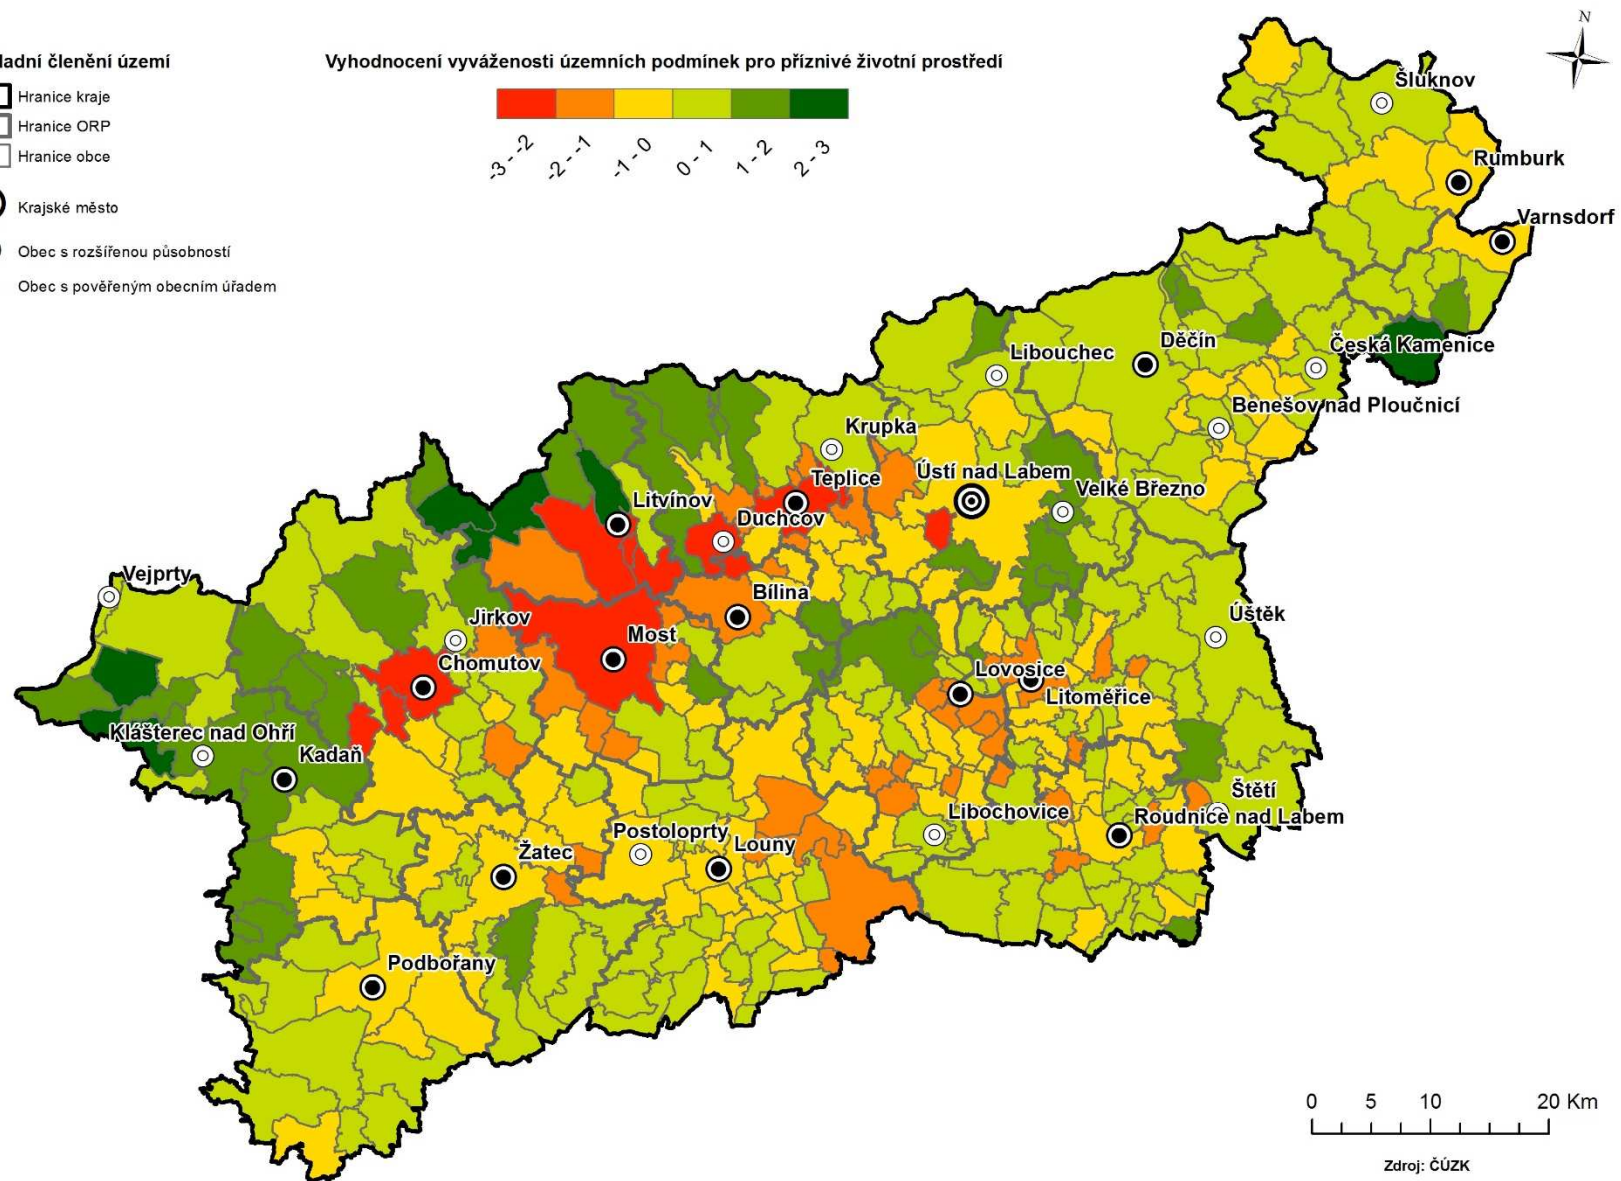 ladní členění území
Hranice kraje
Hranice ORP
Hranice obce
Krajské město
Obec s rozšířenou působností
Obec s pověřeným obecním úřadem
Vyhodnocení vyváženosti územních podmínek pro příznivé životní prostředí
-3 - -2
-2 - -1
-1 - 0
0 - 1
1 - 2
2 - 3
N
Šluknov
Rumburk
Varnsdorf
Děčín
Česká Kamenice
Libouchec
Benešov nad Ploučnicí
Krupka
Ústí nad Labem
Teplice
Velké Březno
Litvínov
Duchcov
Vejprty
Bílina
Jirkov
Úštěk
Most
Chomutov
Lovosice
Litoměřice
Klášterec nad Ohří
Kadaň
Štětí
Libochovice
Roudnice nad Labem
Postoloprty
Louny
Žatec
Podbořany
0 5 10 20 Km
Zdroj: ČÚZK